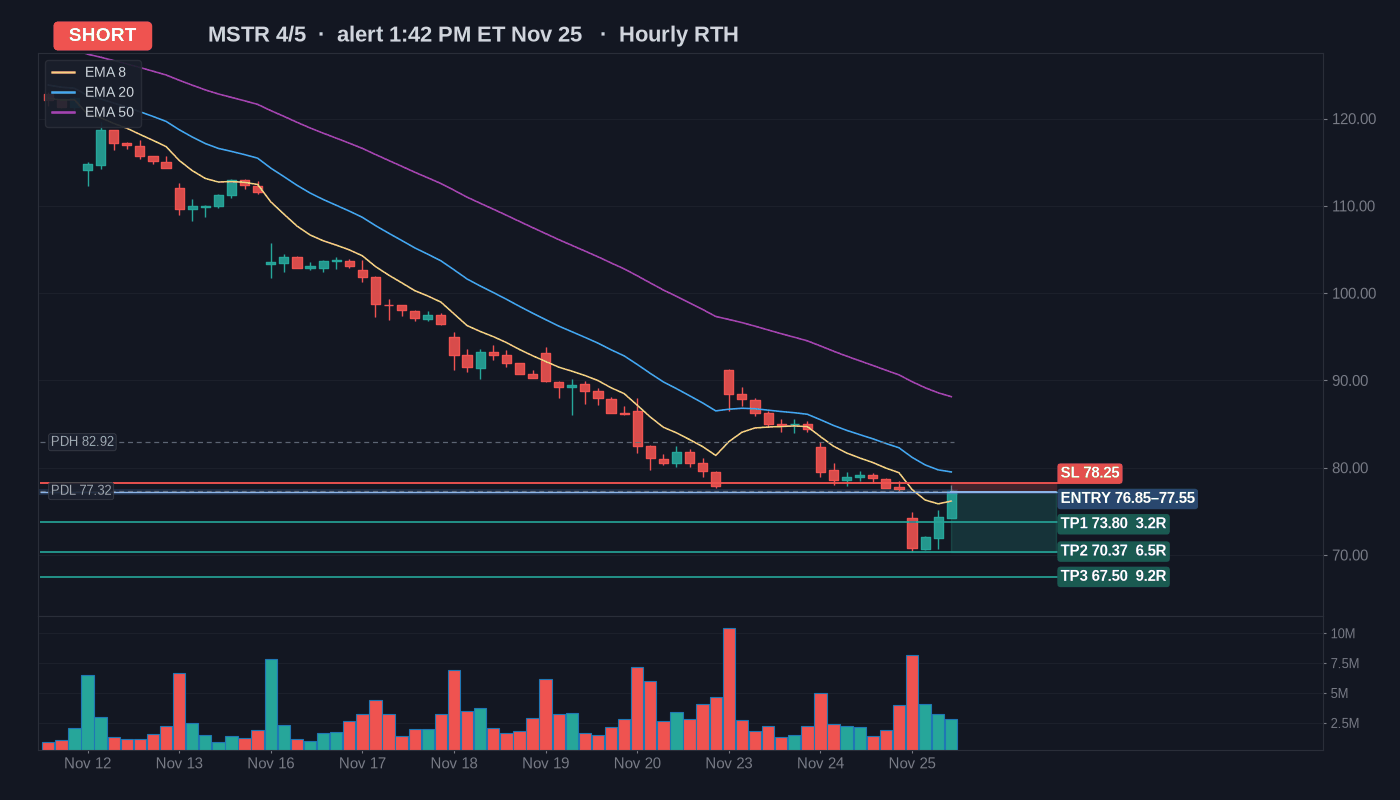 SHORT
MSTR 4/5 · alert 1:42 PM ET Nov 25 · Hourly RTH
EMA 8
EMA 20
EMA 50
120.00
110.00
100.00
90.00
80.00
70.00
PDH 82.92
PDL 77.32
SL 78.25
ENTRY 76.85–77.55
TP1 73.80 3.2R
TP2 70.37 6.5R
TP3 67.50 9.2R
10M
7.5M
5M
2.5M
Nov 12 Nov 13 Nov 16 Nov 17 Nov 18 Nov 19 Nov 20 Nov 23 Nov 24 Nov 25